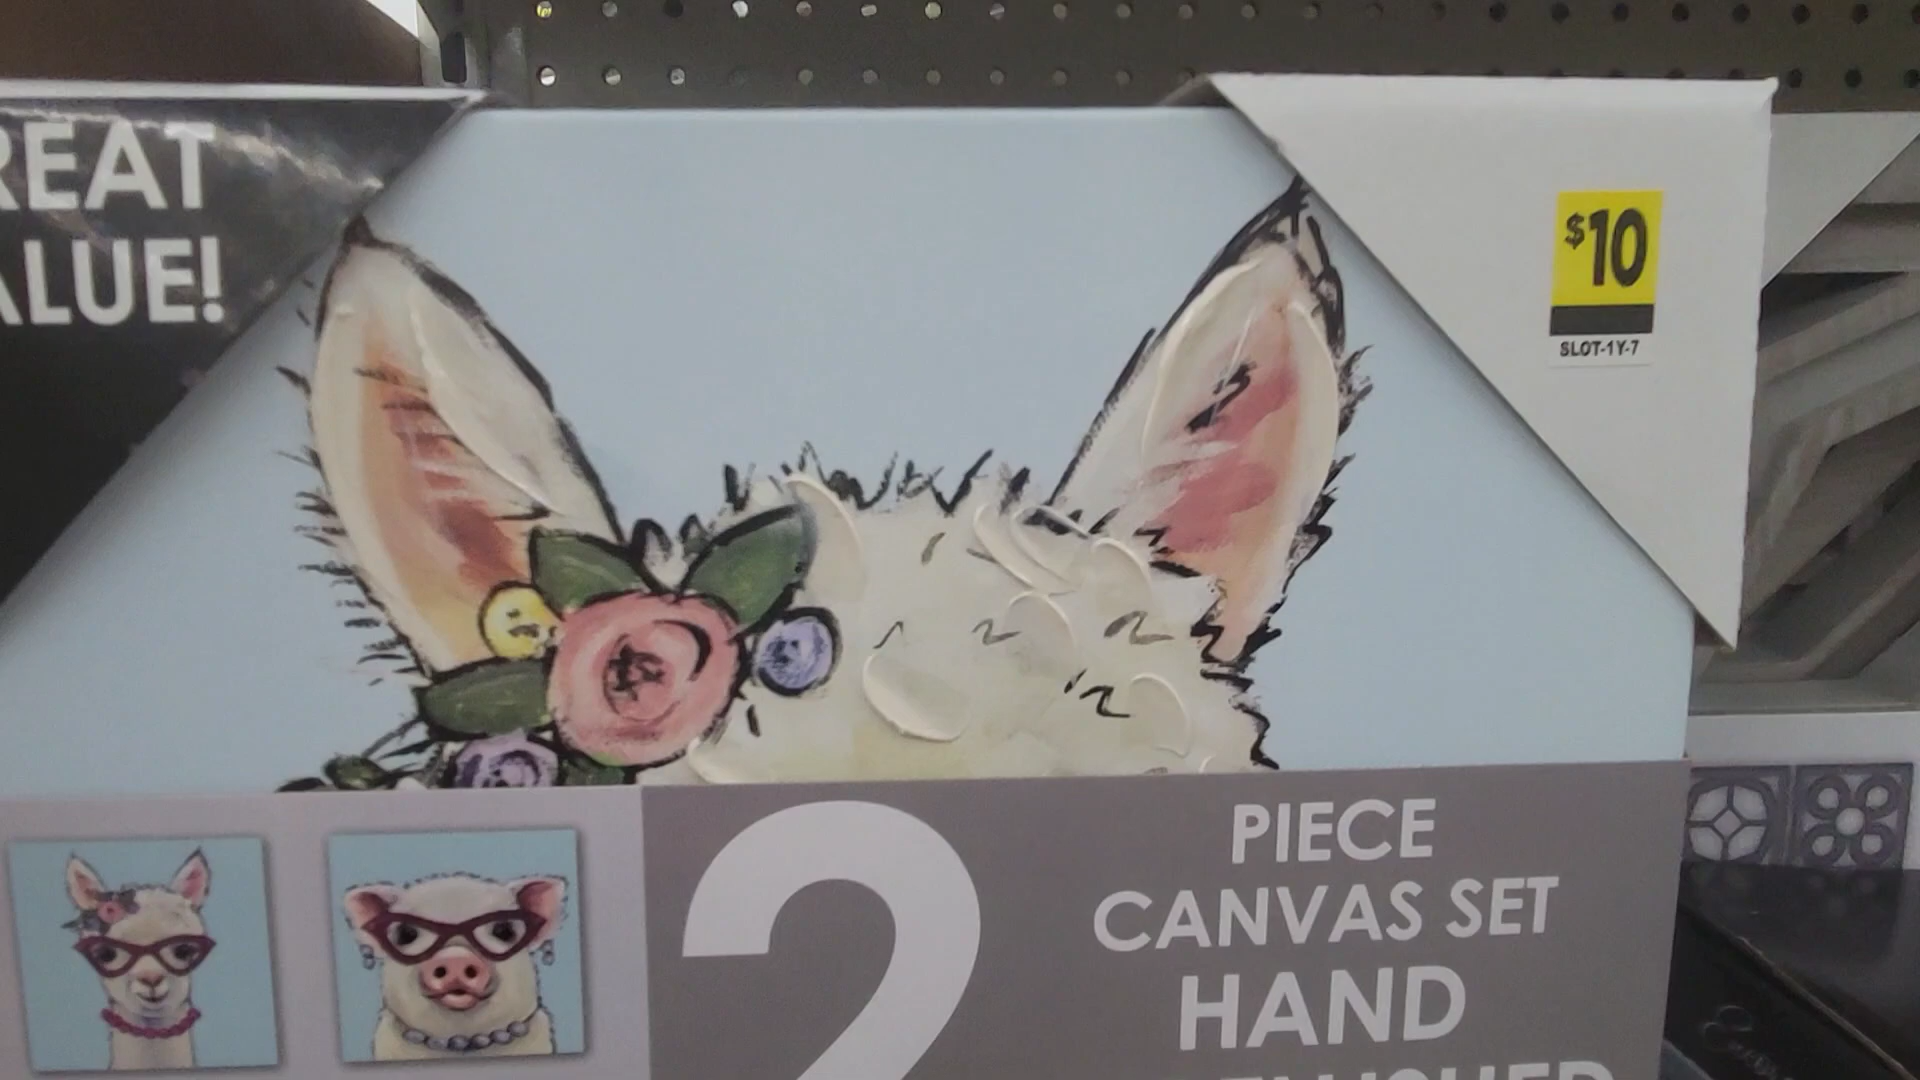 REAT
ALUE!
$10
SLOT-1Y-7
2
PIECE
CANVAS SET
HAND